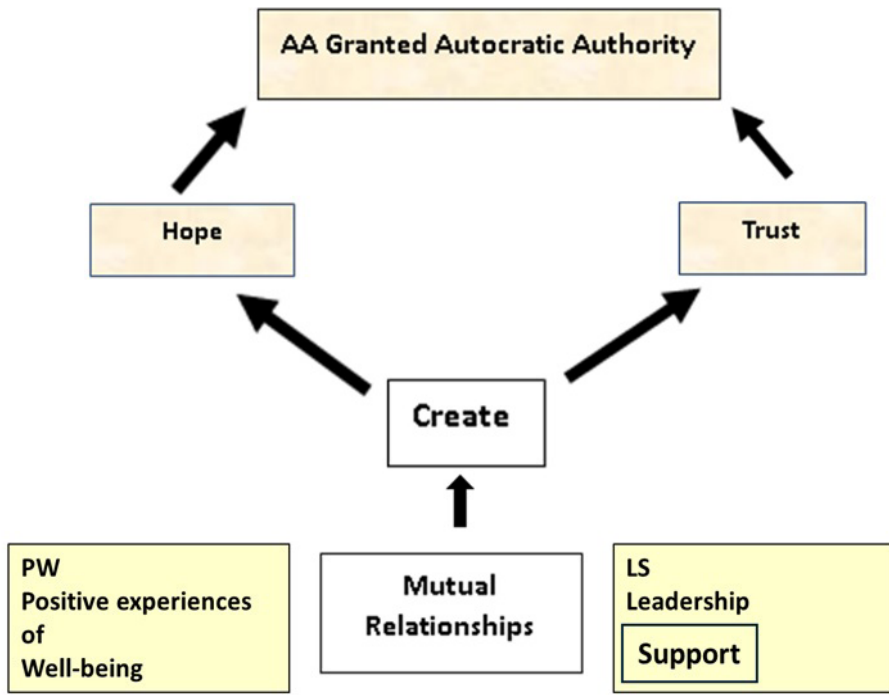 AA Granted Autocratic Authority
Hope
Trust
Create
PW
Positive experiences
of
Well-being
Mutual
Relationships
LS
Leadership
Support